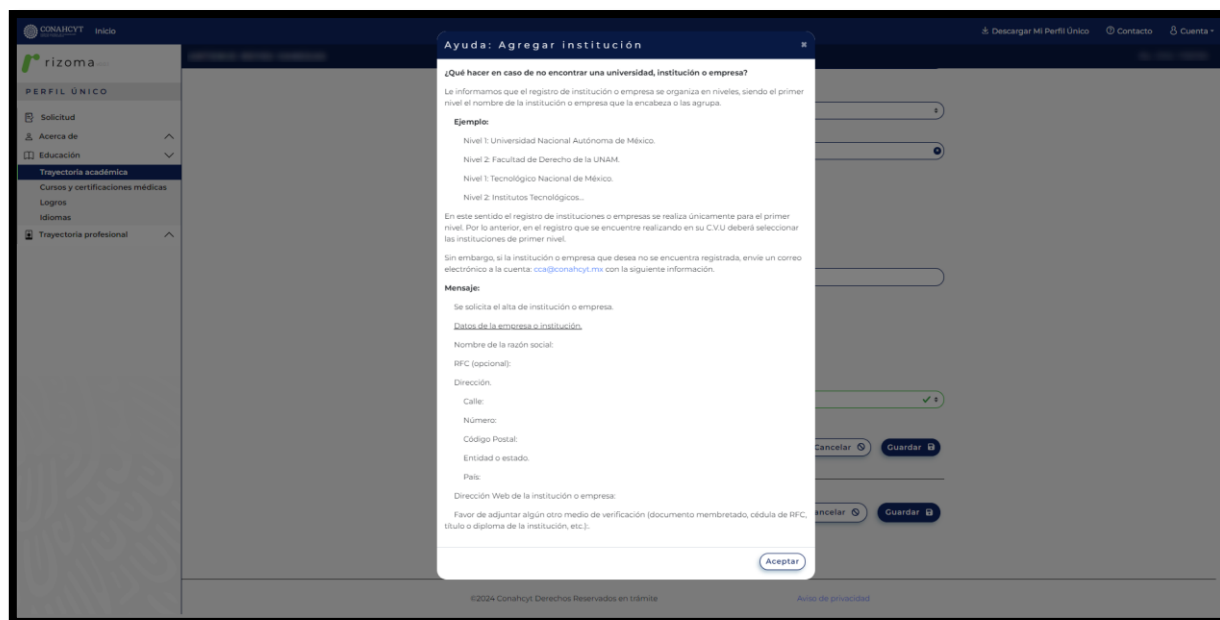 CONAHCYT Inicio
Descargar Mi Perfil Único Contacto Cuenta
rizoma
PERFIL ÚNICO
Solicitud
Acerca de
Educación
Trayectoria académica
Cursos y certificaciones médicas
Logros
Idiomas
Trayectoria profesional
Ayuda: Agregar institución
¿Qué hacer en caso de no encontrar una universidad, institución o empresa?
Le informamos que el registro de institución o empresa se organiza en niveles, siendo el primer
nivel el nombre de la institución o empresa que la encabeza o las agrupa.
Ejemplo:
Nivel 1: Universidad Nacional Autónoma de México.
Nivel 2: Facultad de Derecho de la UNAM.
Nivel 1: Tecnológico Nacional de México.
Nivel 2: Institutos Tecnológicos...
En este sentido el registro de instituciones o empresas se realiza únicamente para el primer
nivel. Por lo anterior, en el registro que se encuentre realizando en su C.V.U deberá seleccionar
las instituciones de primer nivel.
Sin embargo, si la institución o empresa que desea no se encuentra registrada, envíe un correo
electrónico a la cuenta: cca@conahcyt.mx con la siguiente información.
Mensaje:
Se solicita el alta de institución o empresa.
Datos de la empresa o institución.
Nombre de la razón social:
RFC (opcional):
Dirección.
Calle:
Número:
Código Postal:
Entidad o estado.
País:
Dirección Web de la institución o empresa:
Favor de adjuntar algún otro medio de verificación (documento membretado, cédula de RFC,
título o diploma de la institución, etc.):.
Aceptar
Cancelar Guardar
ancelar Guardar
©2024 Conahcyt Derechos Reservados en trámite
Aviso de privacidad